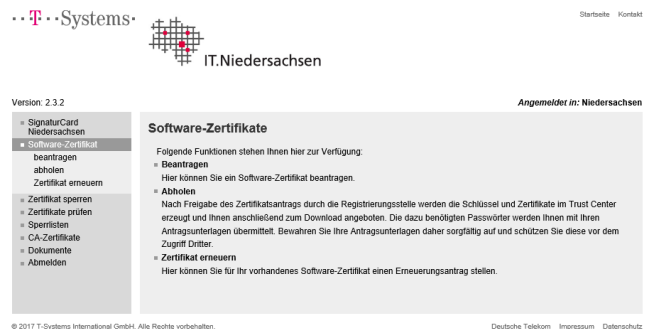 ···T···Systems·
Startseite Kontakt
IT.Niedersachsen
Version: 2.3.2
Angemeldet in: Niedersachsen
SignaturCard
Niedersachsen
Software-Zertifikat
beantragen
abholen
Zertifikat erneuern
Zertifikat sperren
Zertifikate prüfen
Sperrlisten
CA-Zertifikate
Dokumente
Abmelden
Software-Zertifikate
Folgende Funktionen stehen Ihnen hier zur Verfügung:
Beantragen
Hier können Sie ein Software-Zertifikat beantragen.
Abholen
Nach Freigabe des Zertifikatsantrags durch die Registrierungsstelle werden die Schlüssel und Zertifikate im Trust Center
erzeugt und Ihnen anschließend zum Download angeboten. Die dazu benötigten Passwörter werden Ihnen mit Ihren
Antragsunterlagen übermittelt. Bewahren Sie Ihre Antragsunterlagen daher sorgfältig auf und schützen Sie diese vor dem
Zugriff Dritter.
Zertifikat erneuern
Hier können Sie für Ihr vorhandenes Software-Zertifikat einen Erneuerungsantrag stellen.
© 2017 T-Systems International GmbH. Alle Rechte vorbehalten.
Deutsche Telekom Impressum Datenschutz